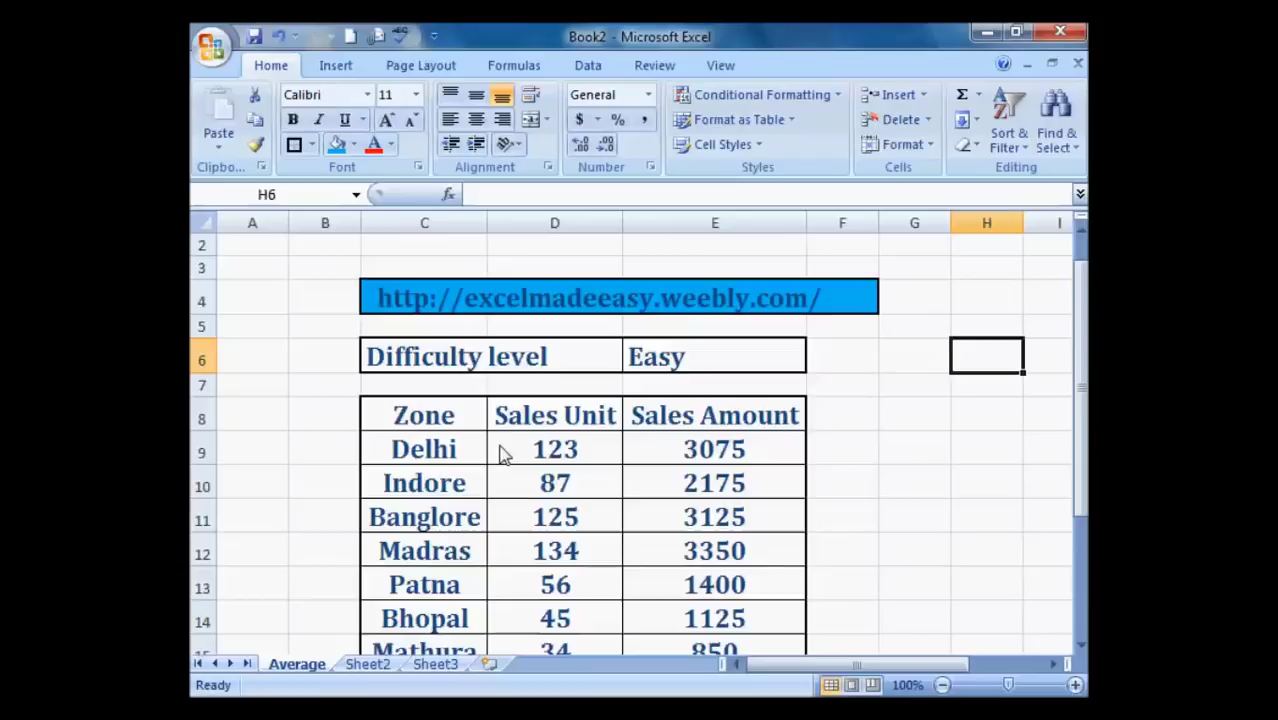 Book2 - Microsoft Excel
Home Insert Page Layout Formulas Data Review View
Calibri 11 General Conditional Formatting Insert Σ
Paste B I U A A $ % , Format as Table Delete Sort & Filter Find & Select
A Cell Styles Format
Clipbo... Font Alignment Number Styles Cells Editing
H6 fx
A B C D E F G H I
2
3
4 http://excelmadeeasy.weebly.com/
5
6 Difficulty level Easy
7
8 Zone Sales Unit Sales Amount
9 Delhi 123 3075
10 Indore 87 2175
11 Banglore 125 3125
12 Madras 134 3350
13 Patna 56 1400
14 Bhopal 45 1125
15 Mathura 34 850
Average Sheet2 Sheet3
Ready 100%